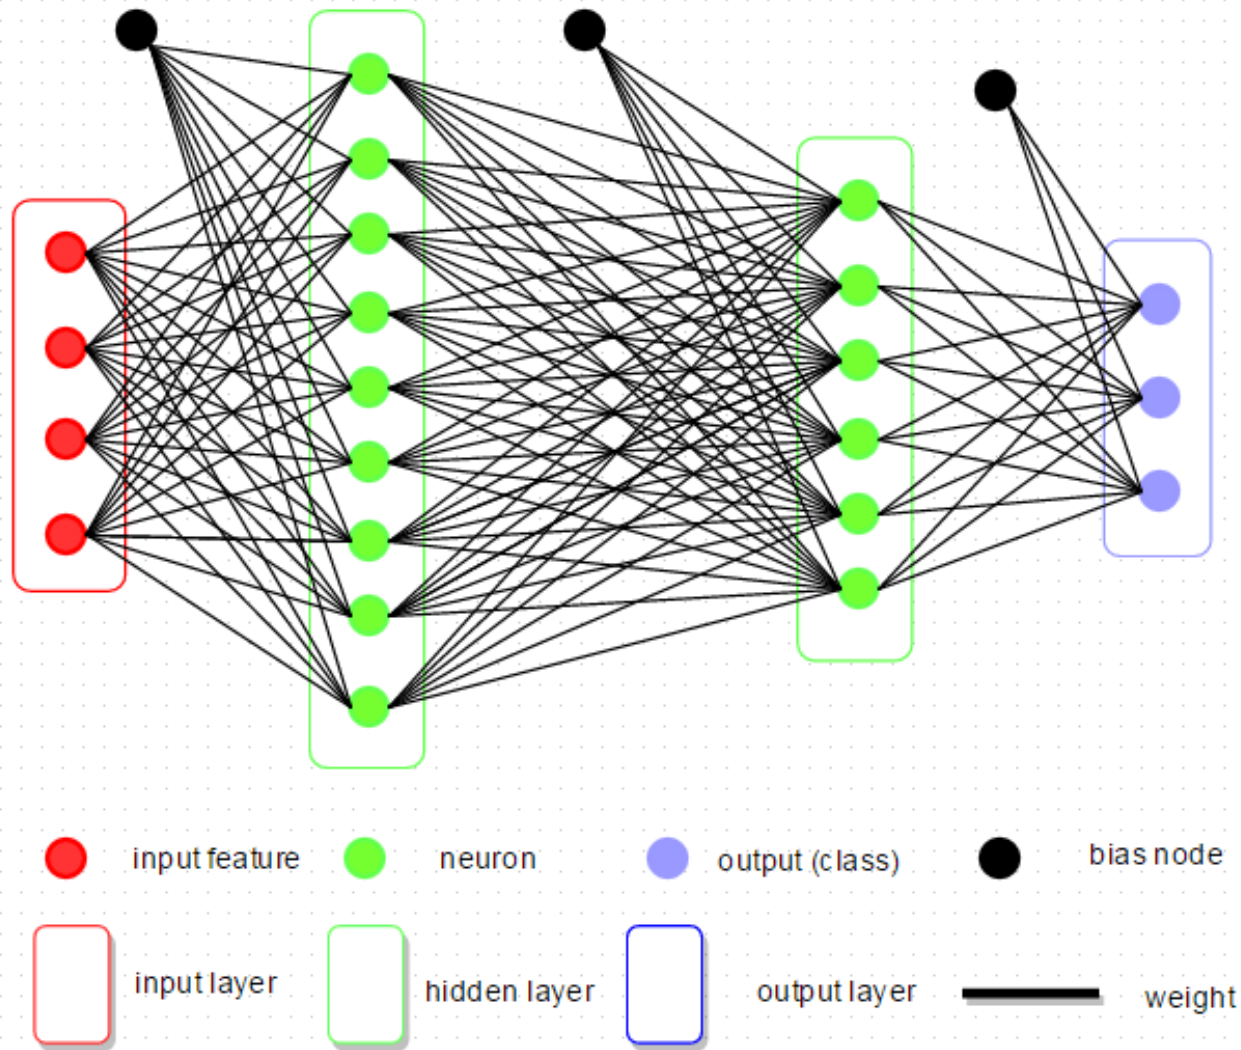 input feature
neuron
output (class)
bias node
input layer
hidden layer
output layer
weight